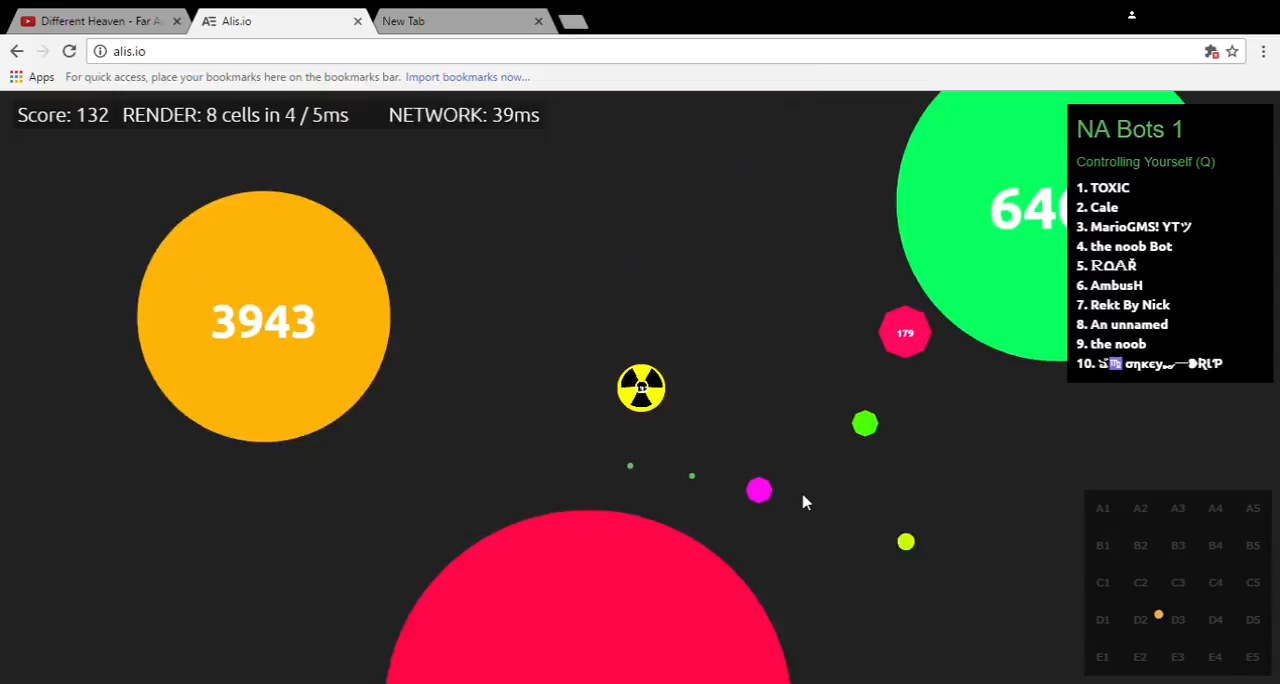 Different Heaven - Far A
Alis.io
New Tab
alis.io
Apps For quick access, place your bookmarks here on the bookmarks bar. Import bookmarks now...
Score: 132 RENDER: 8 cells in 4 / 5ms NETWORK: 39ms
NA Bots 1
Controlling Yourself (Q)
1. TOXIC
2. Cale
3. MarioGMS! YTツ
4. the noob Bot
5. ℝΩ𝔸Ř
6. AmbusH
7. Rekt By Nick
8. An unnamed
9. the noob
10.
3943
640
179
A1 A2 A3 A4 A5
B1 B2 B3 B4 B5
C1 C2 C3 C4 C5
D1 D2 D3 D4 D5
E1 E2 E3 E4 E5